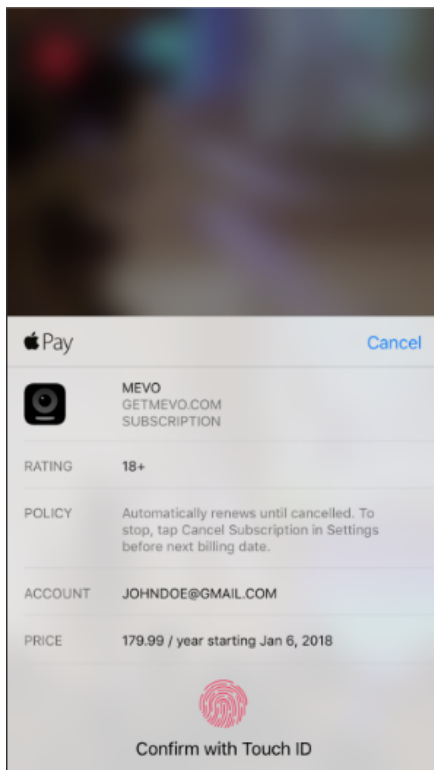 Pay
Cancel
MEVO
GETMEVO.COM
SUBSCRIPTION
RATING
18+
POLICY
Automatically renews until cancelled. To
stop, tap Cancel Subscription in Settings
before next billing date.
ACCOUNT
JOHNDOE@GMAIL.COM
PRICE
179.99 / year starting Jan 6, 2018
Confirm with Touch ID